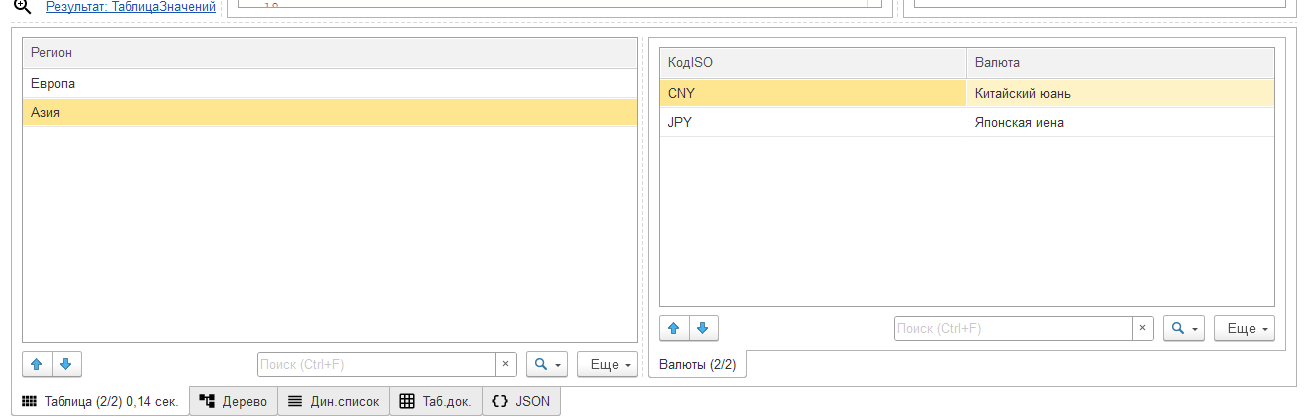 Результат: ТаблицаЗначений
Регион
Европа
Азия
Поиск (Ctrl+F)
×
Еще
КодISO Валюта
CNY Китайский юань
JPY Японская иена
Поиск (Ctrl+F)
×
Еще
Валюты (2/2)
Таблица (2/2) 0,14 сек. Дерево Дин.список Таб.док. JSON